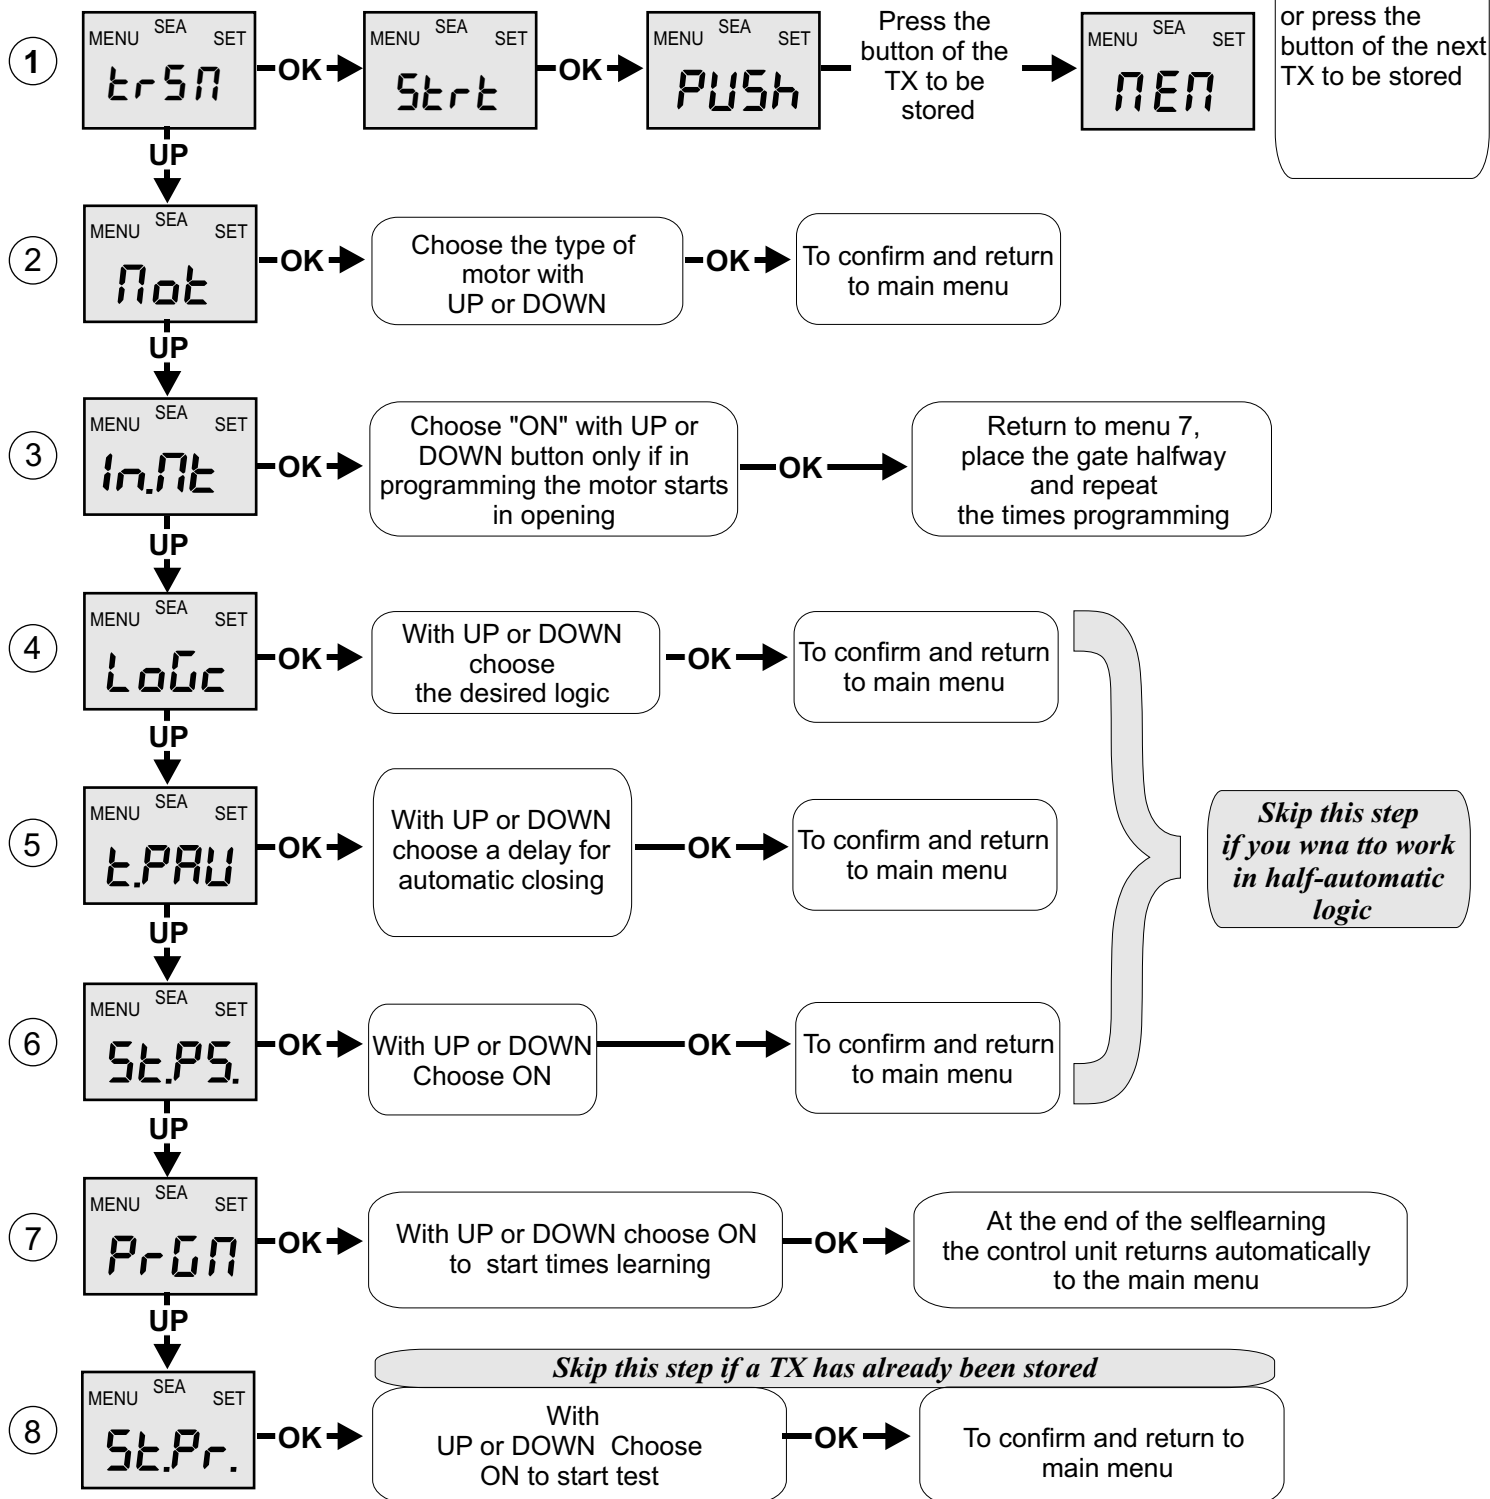 or press the
button of the next
TX to be stored
1
MENU SEA SET
trSM
OK
MENU SEA SET
Strt
OK
MENU SEA SET
PUSh
Press the
button of the
TX to be
stored
MENU SEA SET
MEM
UP
2
MENU SEA SET
Mot
OK
Choose the type of
motor with
UP or DOWN
OK
To confirm and return
to main menu
UP
3
MENU SEA SET
In.Mt
OK
Choose "ON" with UP or
DOWN button only if in
programming the motor starts
in opening
OK
Return to menu 7,
place the gate halfway
and repeat
the times programming
UP
4
MENU SEA SET
LoGc
OK
With UP or DOWN
choose
the desired logic
OK
To confirm and return
to main menu
UP
5
MENU SEA SET
t.PAU
OK
With UP or DOWN
choose a delay for
automatic closing
OK
To confirm and return
to main menu
Skip this step
if you wna tto work
in half-automatic
logic
UP
6
MENU SEA SET
St.PS.
OK
With UP or DOWN
Choose ON
OK
To confirm and return
to main menu
UP
7
MENU SEA SET
PrGM
OK
With UP or DOWN choose ON
to start times learning
OK
At the end of the selflearning
the control unit returns automatically
to the main menu
UP
8
MENU SEA SET
St.Pr.
OK
Skip this step if a TX has already been stored
With
UP or DOWN Choose
ON to start test
OK
To confirm and return to
main menu